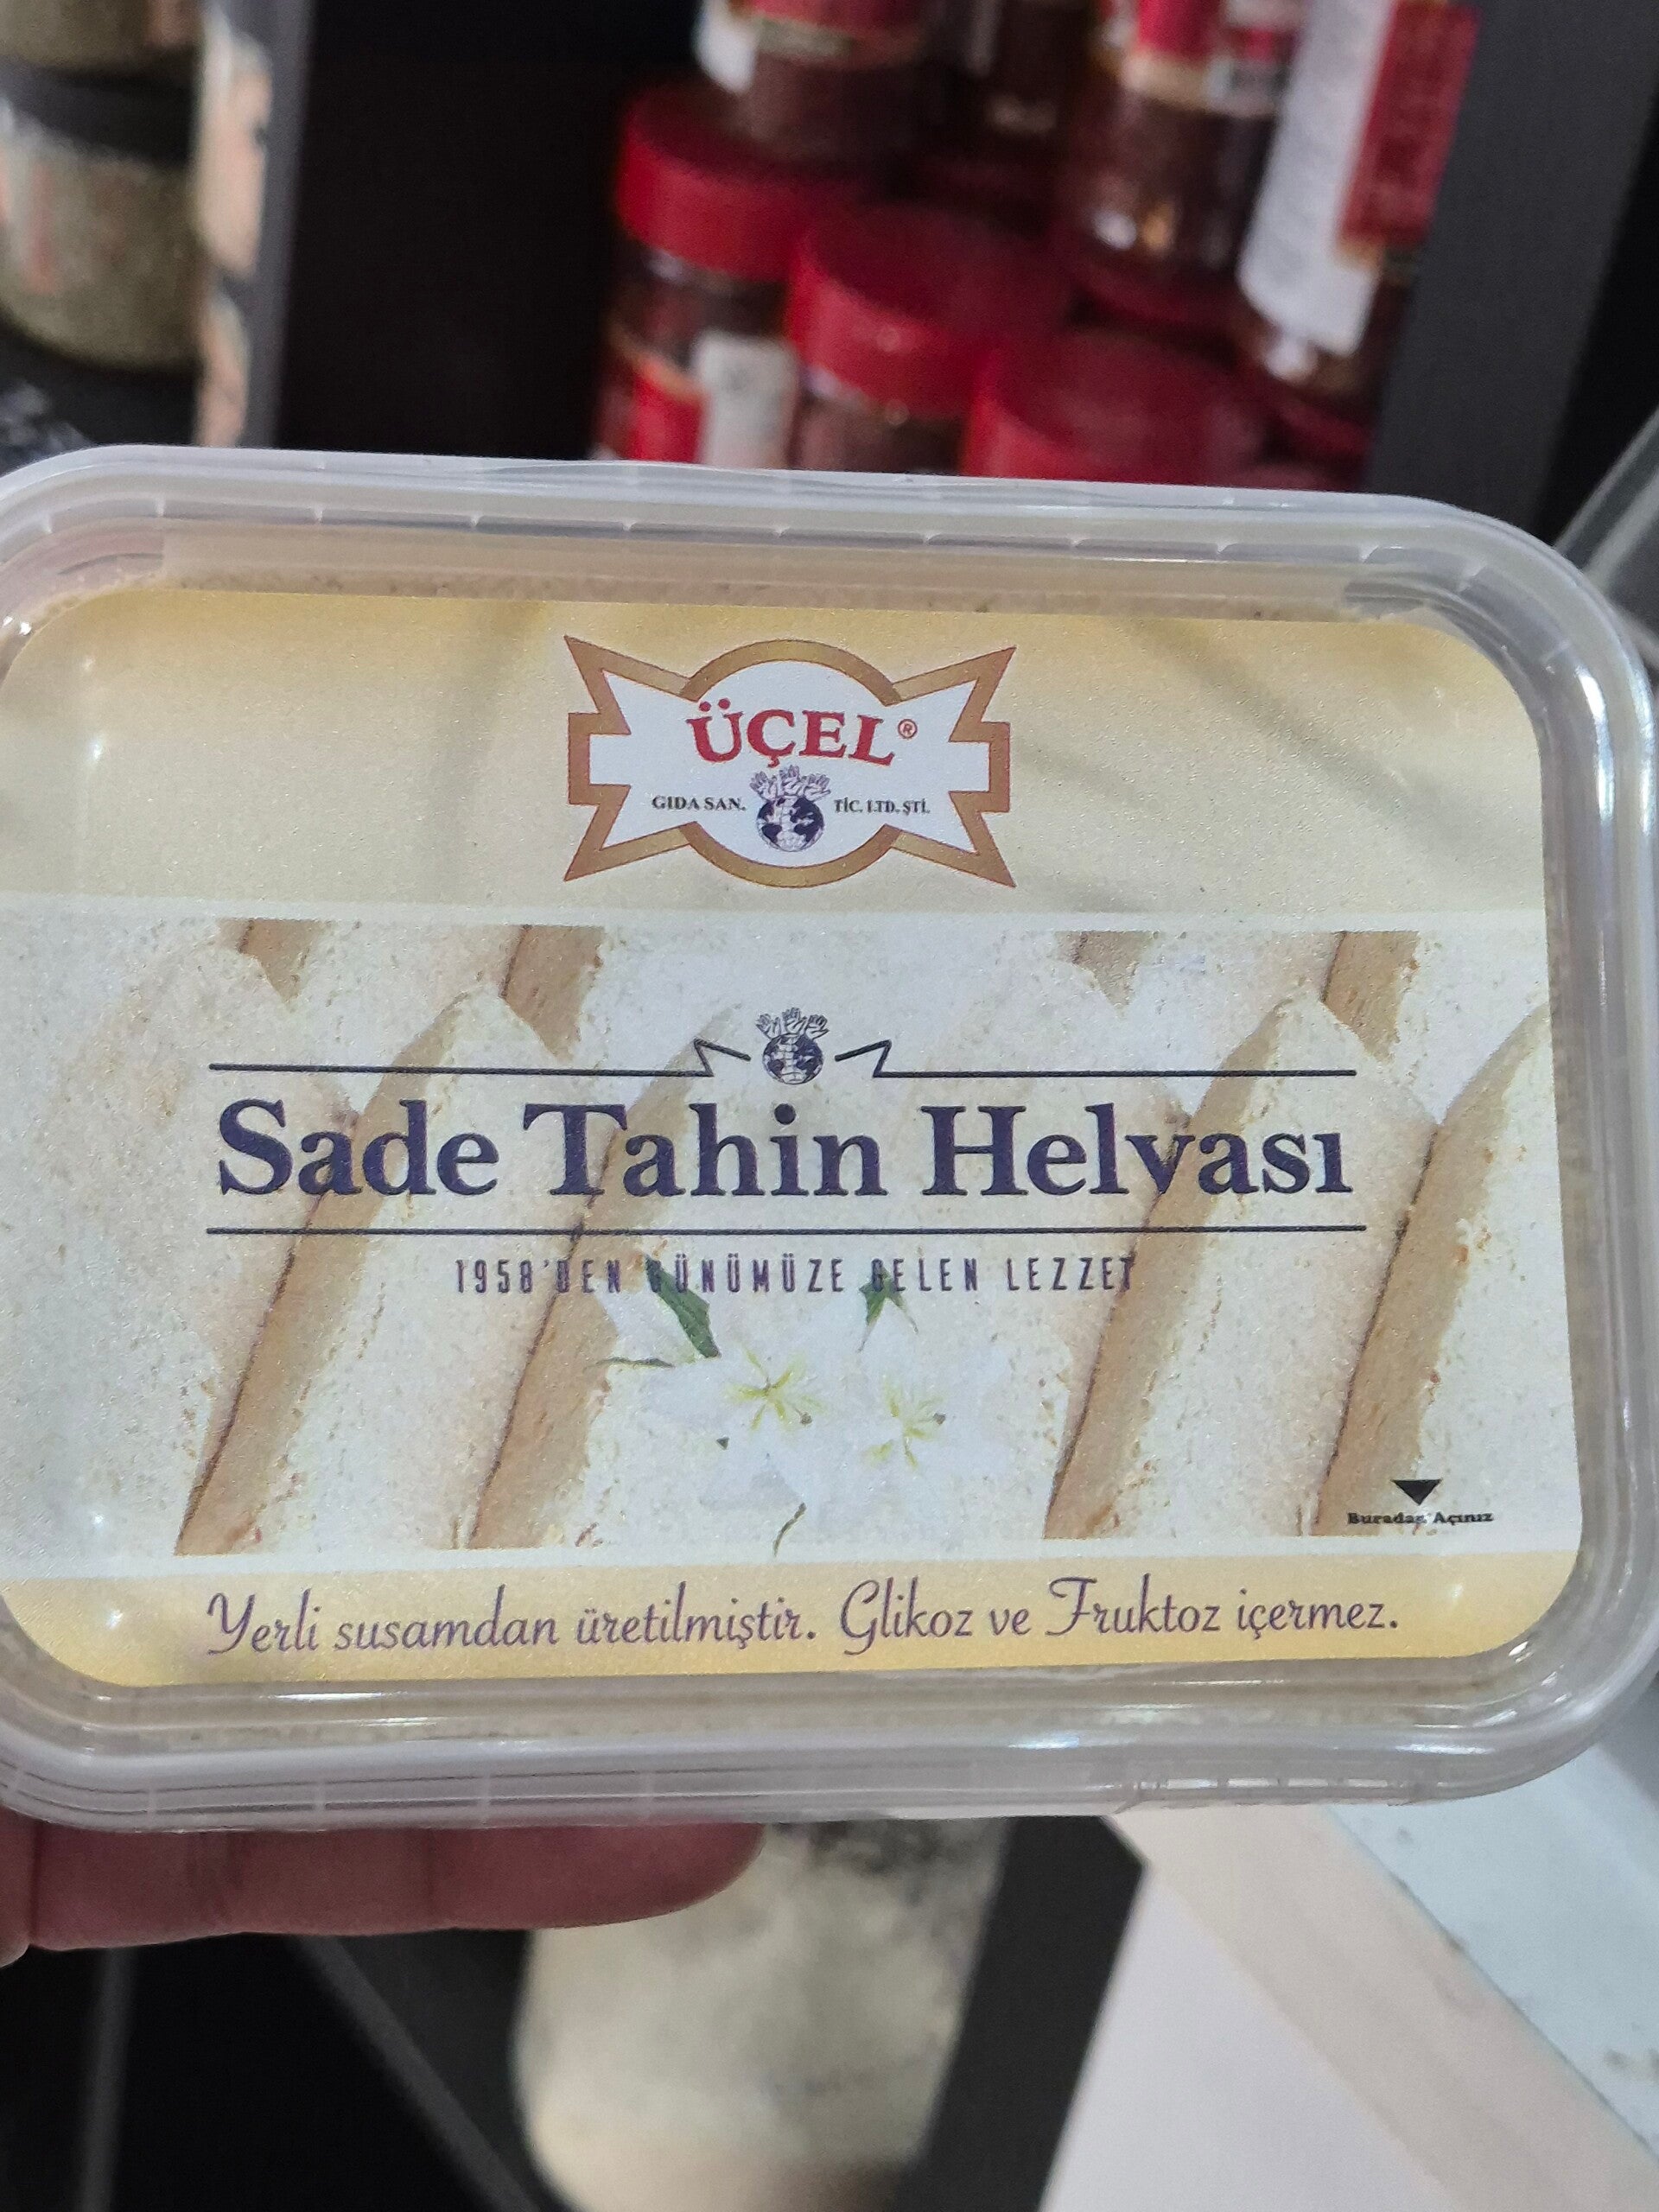 ÜÇEL®
GIDA SAN. TİC. LTD. ŞTİ.
Sade Tahin Helvası
1958'DEN GÜNÜMÜZE GELEN LEZZET
Buradan Açınız
Yerli susamdan üretilmiştir. Glikoz ve Fruktoz içermez.